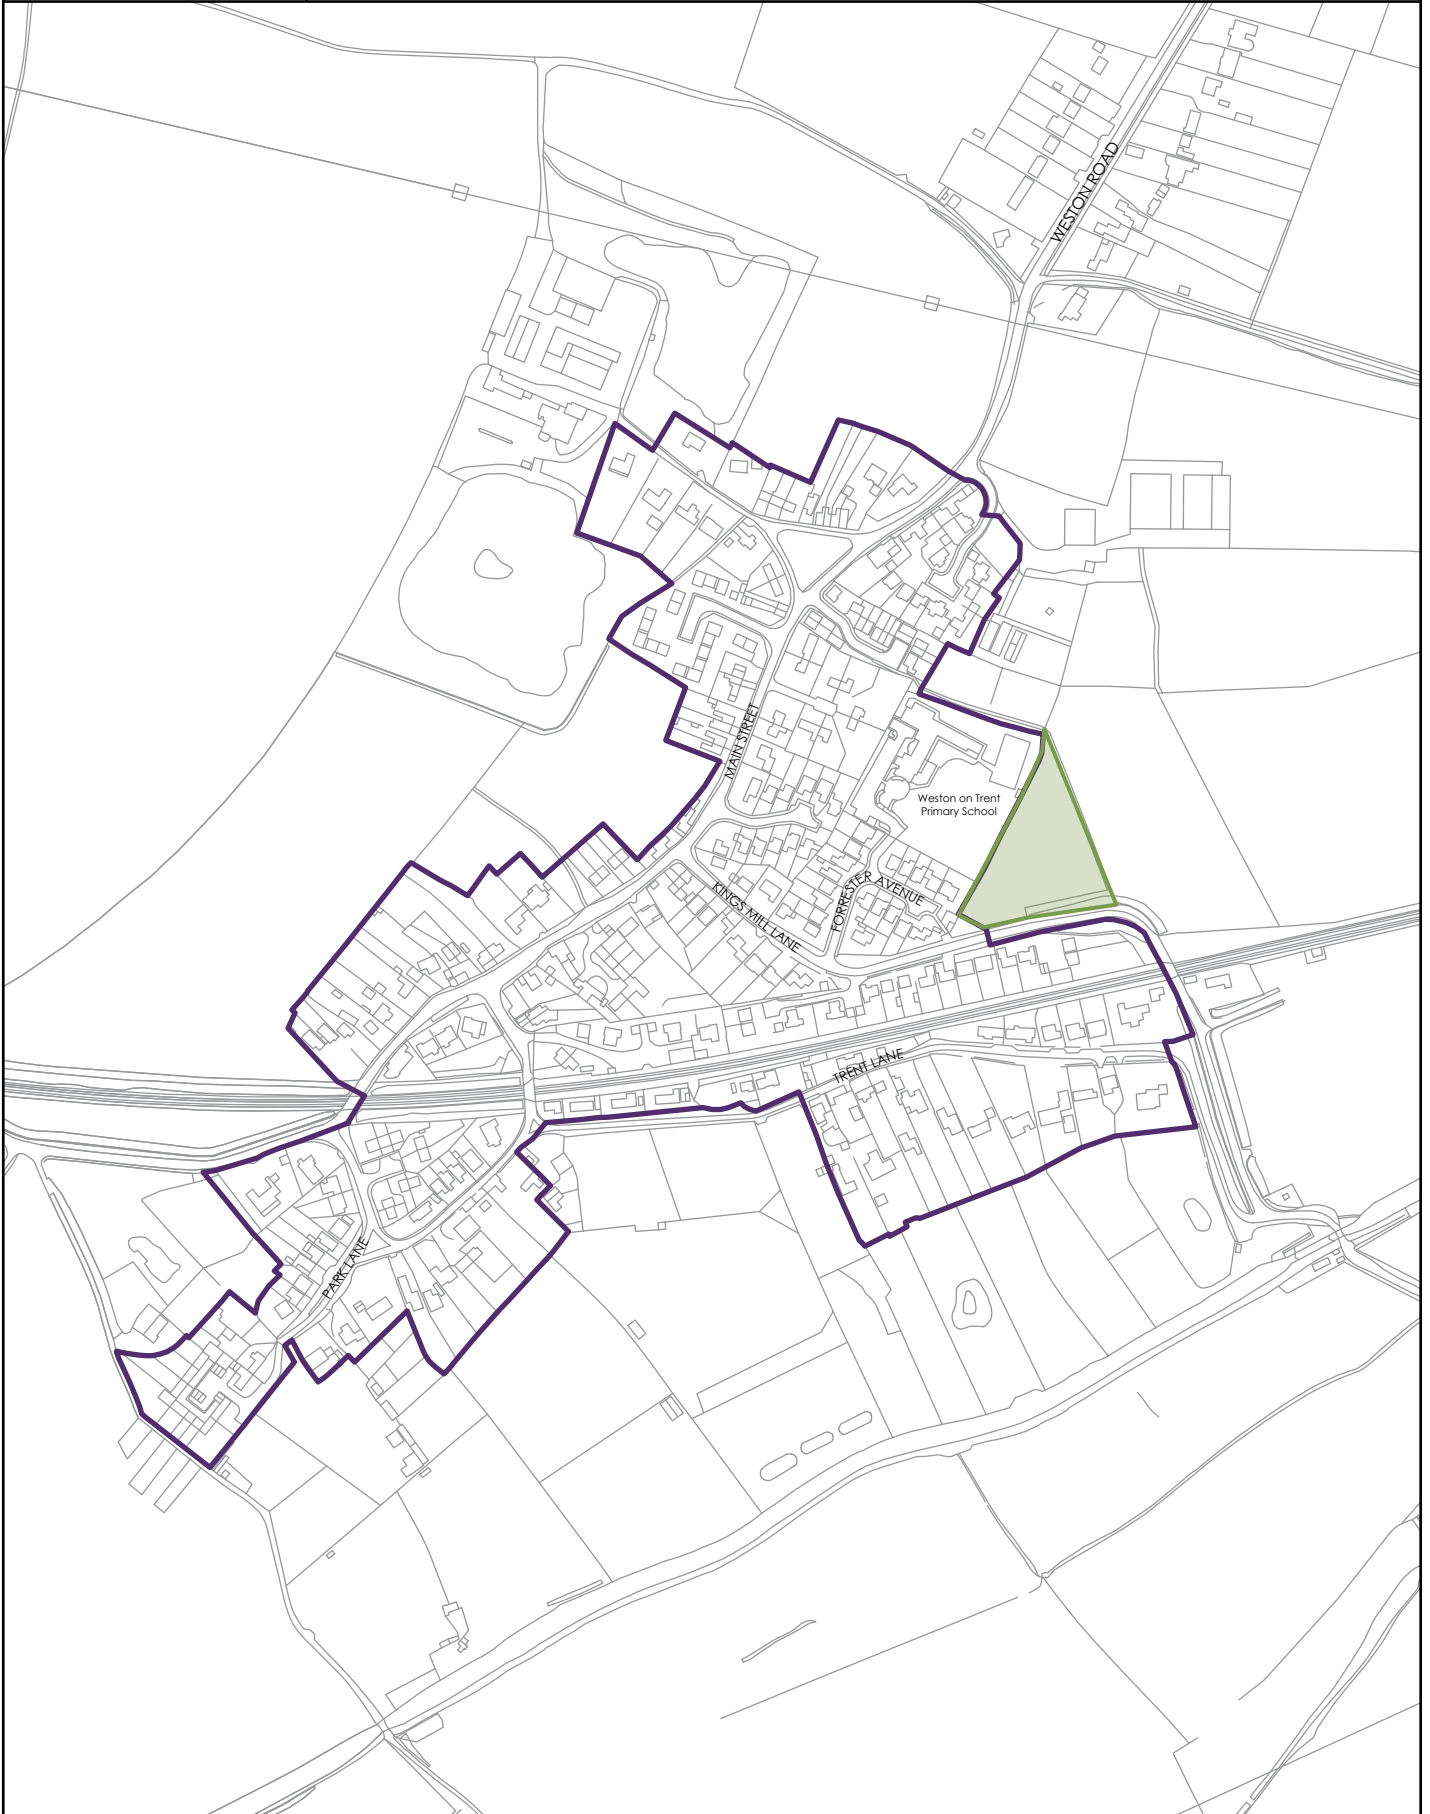 WESTON ROAD
MAIN STREET
Weston on Trent
Primary School
FORRESTER AVENUE
KINGS MILL LANE
TRENT LANE
PARK LANE